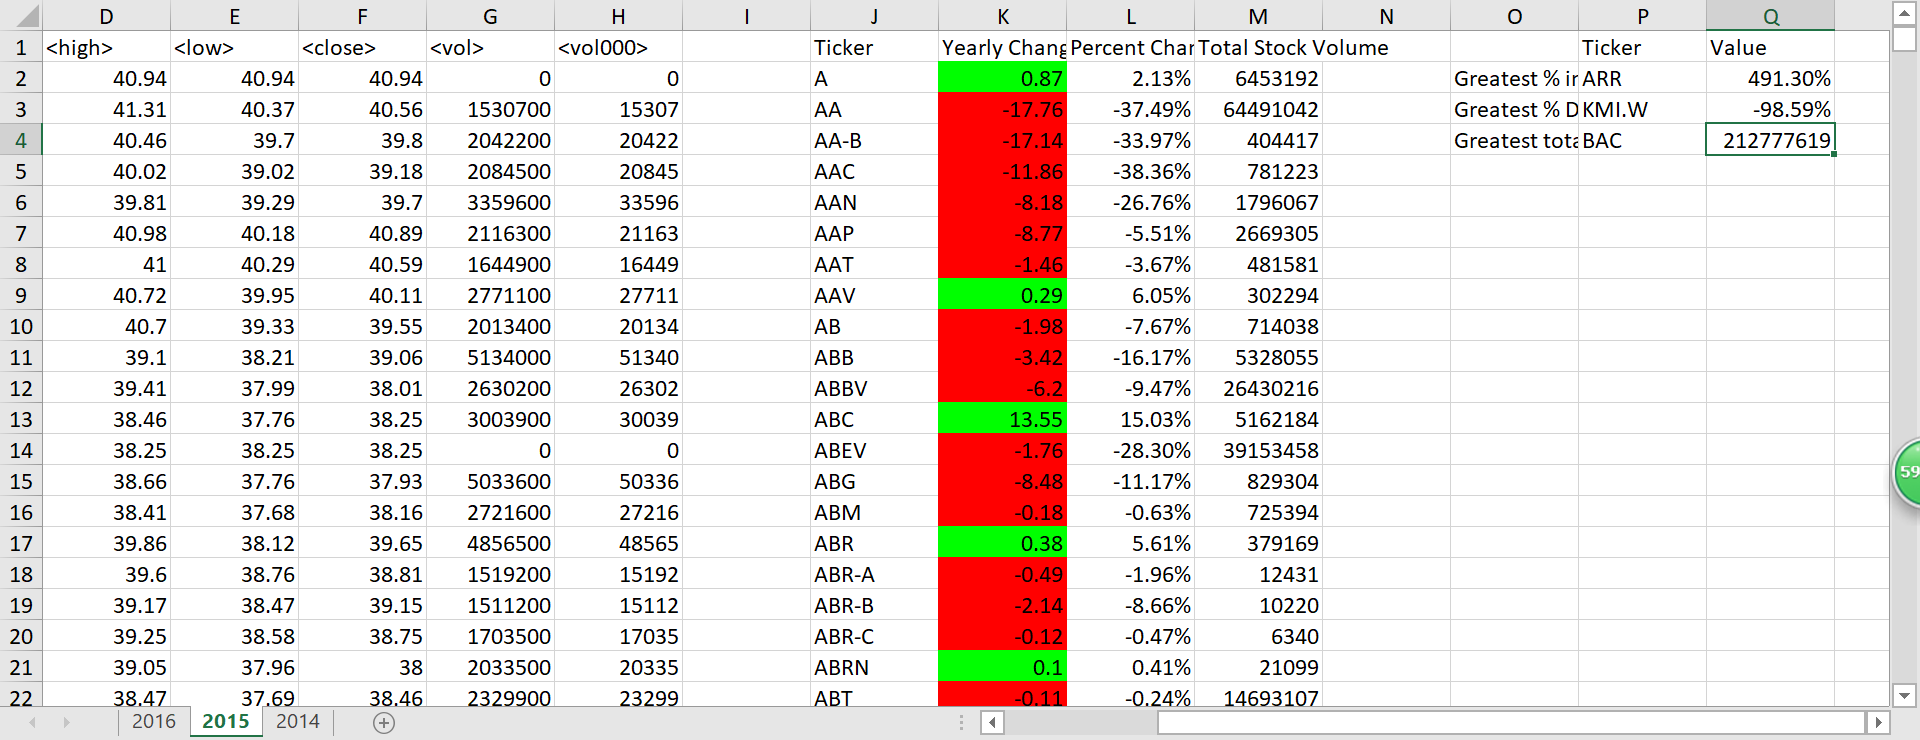 D E F G H I J K L M N O P Q
1 <high> <low> <close> <vol> <vol000> Ticker Yearly Chang Percent Char Total Stock Volume Ticker Value
2 40.94 40.94 40.94 0 0 A 0.87 2.13% 6453192 Greatest % in ARR 491.30%
3 41.31 40.37 40.56 1530700 15307 AA -17.76 -37.49% 64491042 Greatest % D KMI.W -98.59%
4 40.46 39.7 39.8 2042200 20422 AA-B -17.14 -33.97% 404417 Greatest tota BAC 212777619
5 40.02 39.02 39.18 2084500 20845 AAC -11.86 -38.36% 781223
6 39.81 39.29 39.7 3359600 33596 AAN -8.18 -26.76% 1796067
7 40.98 40.18 40.89 2116300 21163 AAP -8.77 -5.51% 2669305
8 41 40.29 40.59 1644900 16449 AAT -1.46 -3.67% 481581
9 40.72 39.95 40.11 2771100 27711 AAV 0.29 6.05% 302294
10 40.7 39.33 39.55 2013400 20134 AB -1.98 -7.67% 714038
11 39.1 38.21 39.06 5134000 51340 ABB -3.42 -16.17% 5328055
12 39.41 37.99 38.01 2630200 26302 ABBV -6.2 -9.47% 26430216
13 38.46 37.76 38.25 3003900 30039 ABC 13.55 15.03% 5162184
14 38.25 38.25 38.25 0 0 ABEV -1.76 -28.30% 39153458
15 38.66 37.76 37.93 5033600 50336 ABG -8.48 -11.17% 829304
16 38.41 37.68 38.16 2721600 27216 ABM -0.18 -0.63% 725394
17 39.86 38.12 39.65 4856500 48565 ABR 0.38 5.61% 379169
18 39.6 38.76 38.81 1519200 15192 ABR-A -0.49 -1.96% 12431
19 39.17 38.47 39.15 1511200 15112 ABR-B -2.14 -8.66% 10220
20 39.25 38.58 38.75 1703500 17035 ABR-C -0.12 -0.47% 6340
21 39.05 37.96 38 2033500 20335 ABRN 0.1 0.41% 21099
22 38.47 37.69 38.46 2329900 23299 ABT -0.11 -0.24% 14693107
2016 2015 2014
59